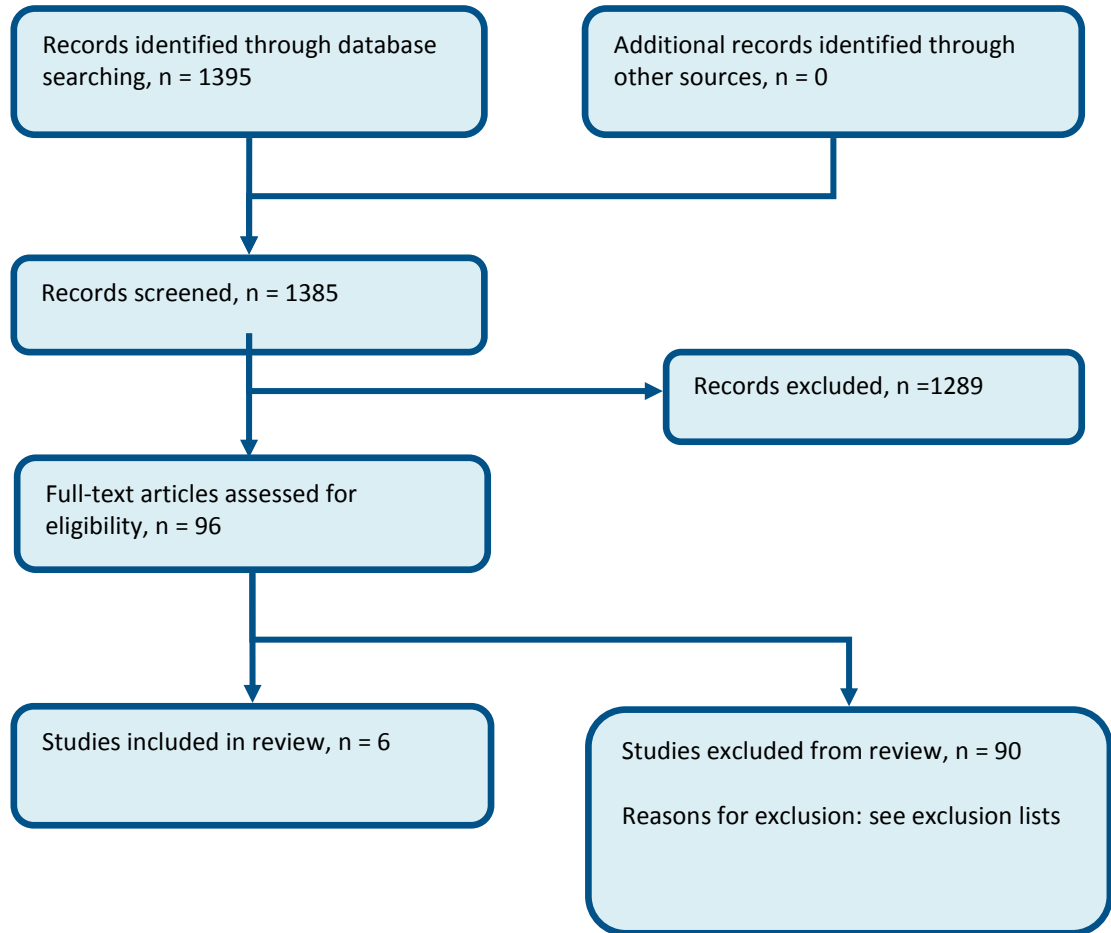 Records identified through database
searching, n = 1395
Additional records identified through
other sources, n = 0
Records screened, n = 1385
Records excluded, n =1289
Full-text articles assessed for
eligibility, n = 96
Studies included in review, n = 6
Studies excluded from review, n = 90
Reasons for exclusion: see exclusion lists